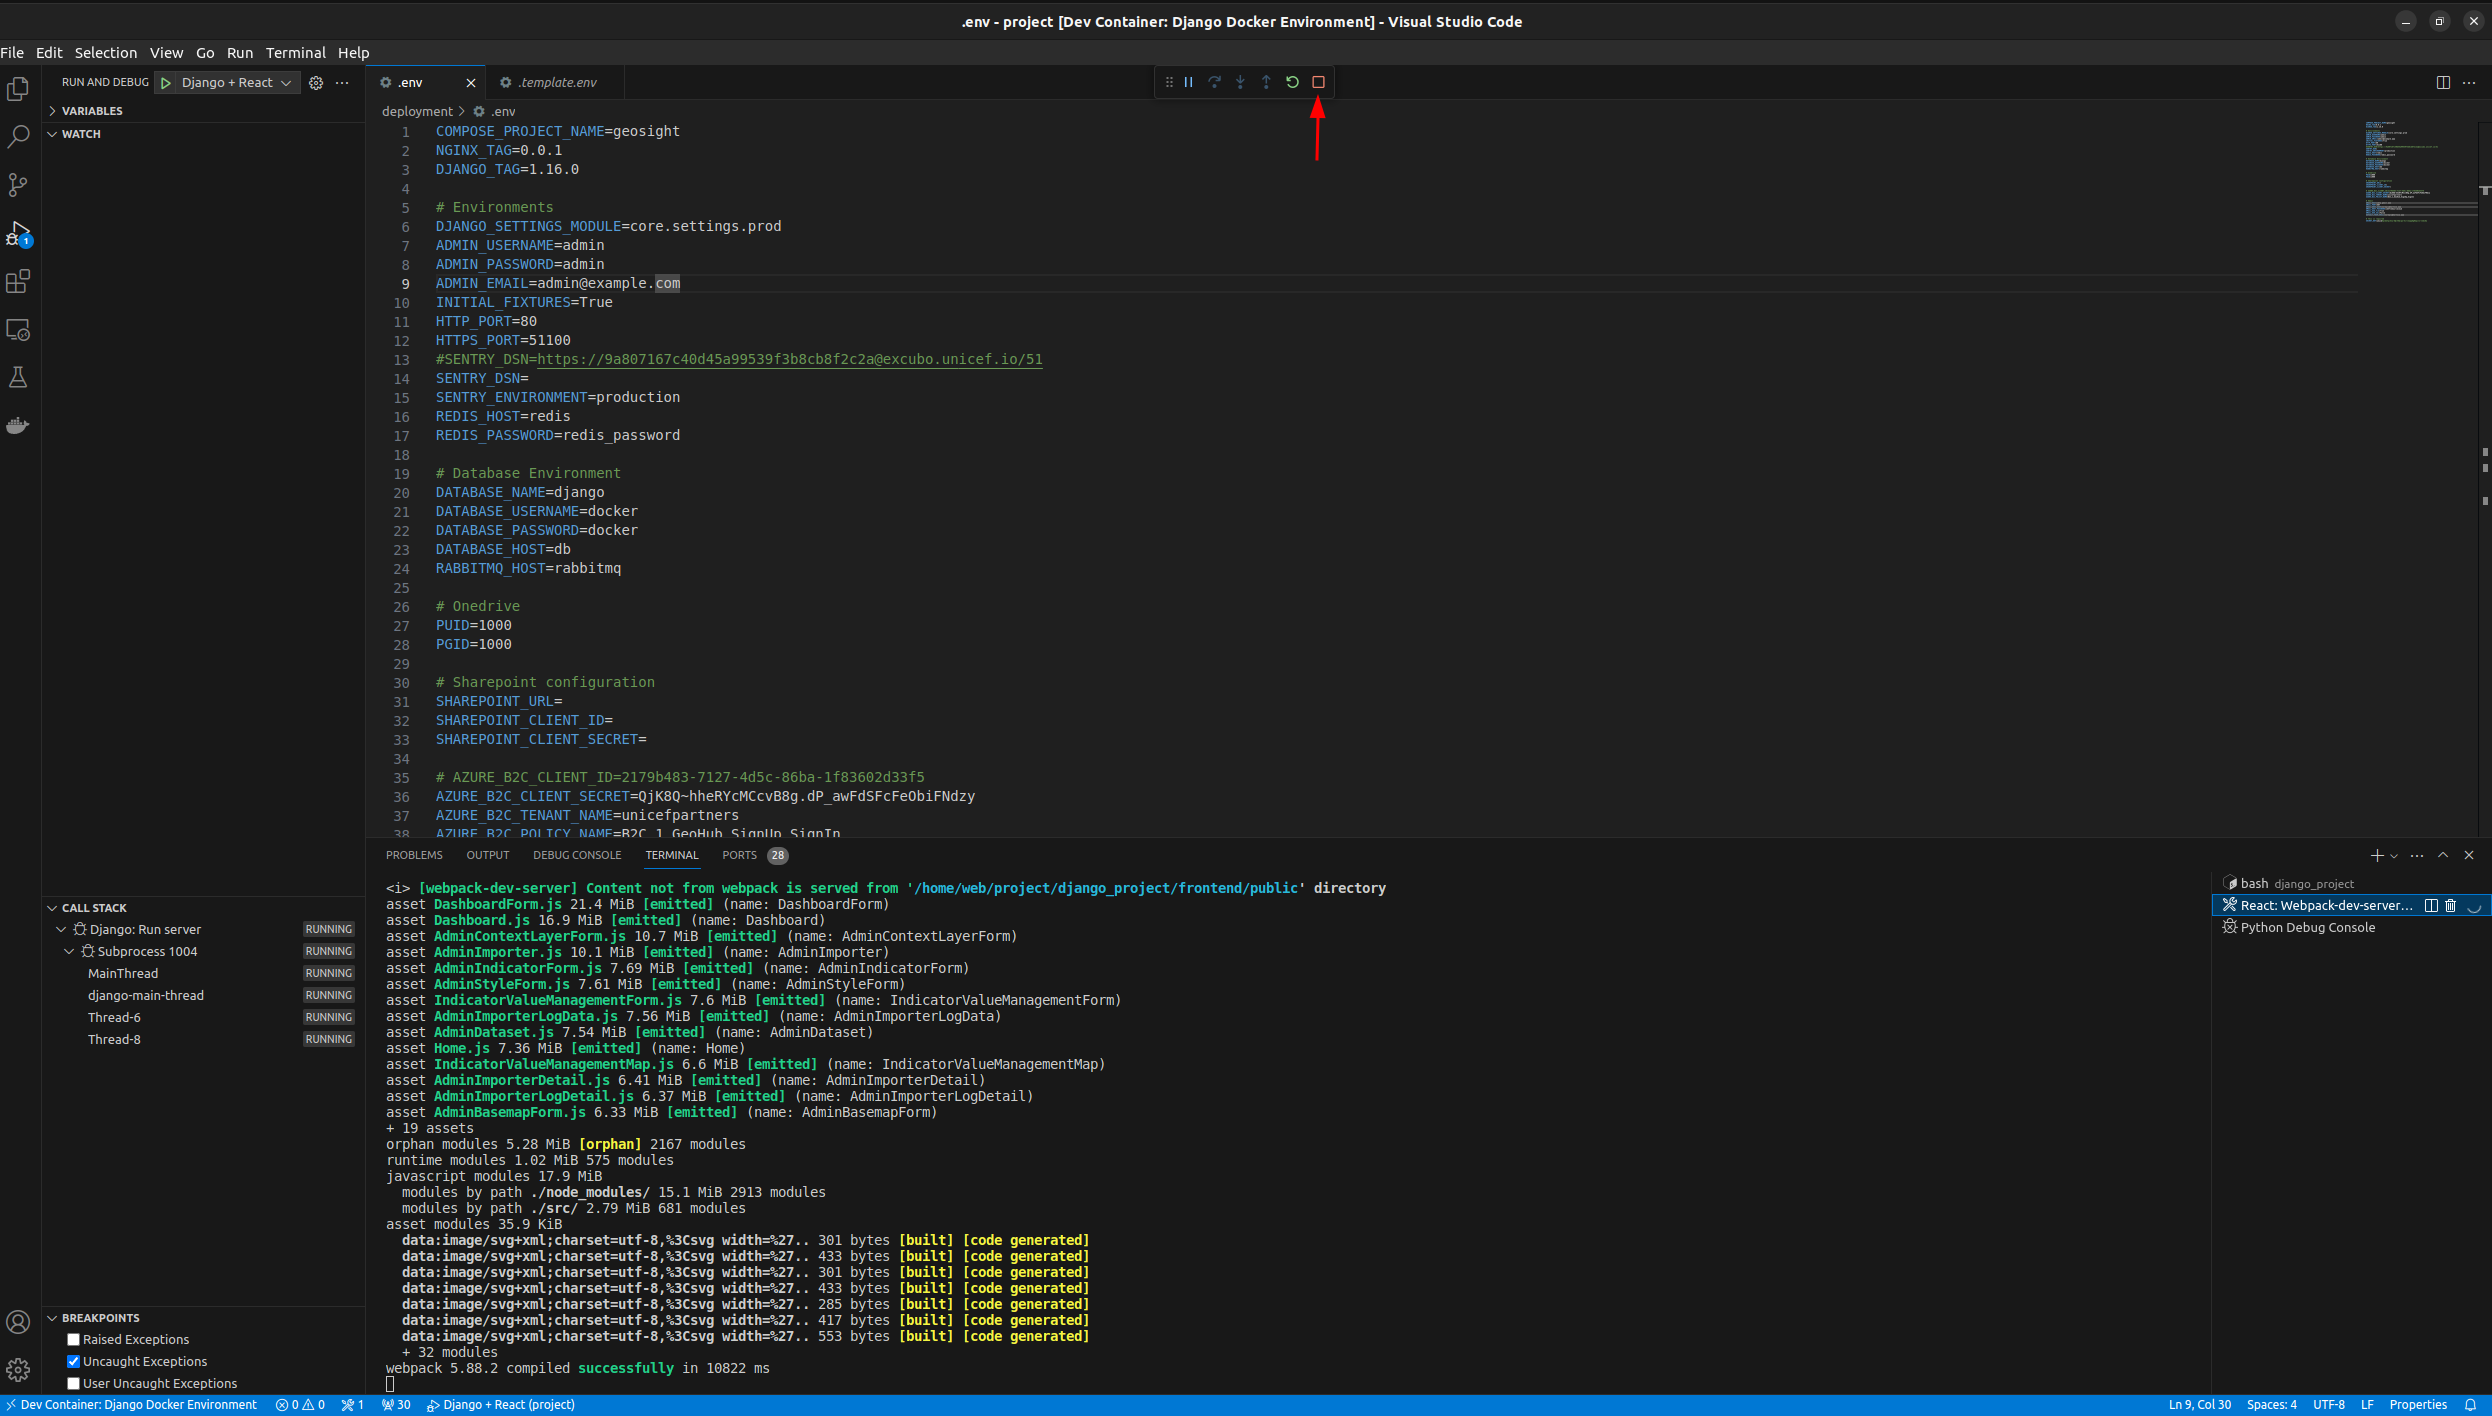 .env - project [Dev Container: Django Docker Environment] - Visual Studio Code
File Edit Selection View Go Run Terminal Help
RUN AND DEBUG Django + React
.env .template.env
VARIABLES
WATCH
deployment > .env
1 COMPOSE_PROJECT_NAME=geosight
2 NGINX_TAG=0.0.1
3 DJANGO_TAG=1.16.0
4
5 # Environments
6 DJANGO_SETTINGS_MODULE=core.settings.prod
7 ADMIN_USERNAME=admin
8 ADMIN_PASSWORD=admin
9 ADMIN_EMAIL=admin@example.com
10 INITIAL_FIXTURES=True
11 HTTP_PORT=80
12 HTTPS_PORT=51100
13 #SENTRY_DSN=https://9a807167c40d45a99539f3b8cb8f2c2a@excubo.unicef.io/51
14 SENTRY_DSN=
15 SENTRY_ENVIRONMENT=production
16 REDIS_HOST=redis
17 REDIS_PASSWORD=redis_password
18
19 # Database Environment
20 DATABASE_NAME=django
21 DATABASE_USERNAME=docker
22 DATABASE_PASSWORD=docker
23 DATABASE_HOST=db
24 RABBITMQ_HOST=rabbitmq
25
26 # Onedrive
27 PUID=1000
28 PGID=1000
29
30 # Sharepoint configuration
31 SHAREPOINT_URL=
32 SHAREPOINT_CLIENT_ID=
33 SHAREPOINT_CLIENT_SECRET=
34
35 # AZURE_B2C_CLIENT_ID=2179b483-7127-4d5c-86ba-1f83602d33f5
36 AZURE_B2C_CLIENT_SECRET=QjK8Q~hheRYcMCcvB8g.dP_awFdSFcFeObiFNdzy
37 AZURE_B2C_TENANT_NAME=unicefpartners
38 AZURE_B2C_POLICY_NAME=B2C_1_GeoHub_SignUp_SignIn
PROBLEMS OUTPUT DEBUG CONSOLE TERMINAL PORTS 28
<i> [webpack-dev-server] Content not from webpack is served from '/home/web/project/django_project/frontend/public' directory
asset DashboardForm.js 21.4 MiB [emitted] (name: DashboardForm)
asset Dashboard.js 16.9 MiB [emitted] (name: Dashboard)
asset AdminContextLayerForm.js 10.7 MiB [emitted] (name: AdminContextLayerForm)
asset AdminImporter.js 10.1 MiB [emitted] (name: AdminImporter)
asset AdminIndicatorForm.js 7.69 MiB [emitted] (name: AdminIndicatorForm)
asset AdminStyleForm.js 7.61 MiB [emitted] (name: AdminStyleForm)
asset IndicatorValueManagementForm.js 7.6 MiB [emitted] (name: IndicatorValueManagementForm)
asset AdminImporterLogData.js 7.56 MiB [emitted] (name: AdminImporterLogData)
asset AdminDataset.js 7.54 MiB [emitted] (name: AdminDataset)
asset Home.js 7.36 MiB [emitted] (name: Home)
asset IndicatorValueManagementMap.js 6.6 MiB [emitted] (name: IndicatorValueManagementMap)
asset AdminImporterDetail.js 6.41 MiB [emitted] (name: AdminImporterDetail)
asset AdminImporterLogDetail.js 6.37 MiB [emitted] (name: AdminImporterLogDetail)
asset AdminBasemapForm.js 6.33 MiB [emitted] (name: AdminBasemapForm)
+ 19 assets
orphan modules 5.28 MiB [orphan] 2167 modules
runtime modules 1.02 MiB 575 modules
javascript modules 17.9 MiB
modules by path ./node_modules/ 15.1 MiB 2913 modules
modules by path ./src/ 2.79 MiB 681 modules
asset modules 35.9 KiB
data:image/svg+xml;charset=utf-8,%3Csvg width=%27.. 301 bytes [built] [code generated]
data:image/svg+xml;charset=utf-8,%3Csvg width=%27.. 433 bytes [built] [code generated]
data:image/svg+xml;charset=utf-8,%3Csvg width=%27.. 301 bytes [built] [code generated]
data:image/svg+xml;charset=utf-8,%3Csvg width=%27.. 433 bytes [built] [code generated]
data:image/svg+xml;charset=utf-8,%3Csvg width=%27.. 285 bytes [built] [code generated]
data:image/svg+xml;charset=utf-8,%3Csvg width=%27.. 417 bytes [built] [code generated]
data:image/svg+xml;charset=utf-8,%3Csvg width=%27.. 553 bytes [built] [code generated]
+ 32 modules
webpack 5.88.2 compiled successfully in 10822 ms
bash django_project
React: Webpack-dev-server...
Python Debug Console
CALL STACK
Django: Run server RUNNING
Subprocess 1004 RUNNING
MainThread RUNNING
django-main-thread RUNNING
Thread-6 RUNNING
Thread-8 RUNNING
BREAKPOINTS
Raised Exceptions
Uncaught Exceptions
User Uncaught Exceptions
1
Dev Container: Django Docker Environment 0 0 1 30 Django + React (project) Ln 9, Col 30 Spaces: 4 UTF-8 LF Properties